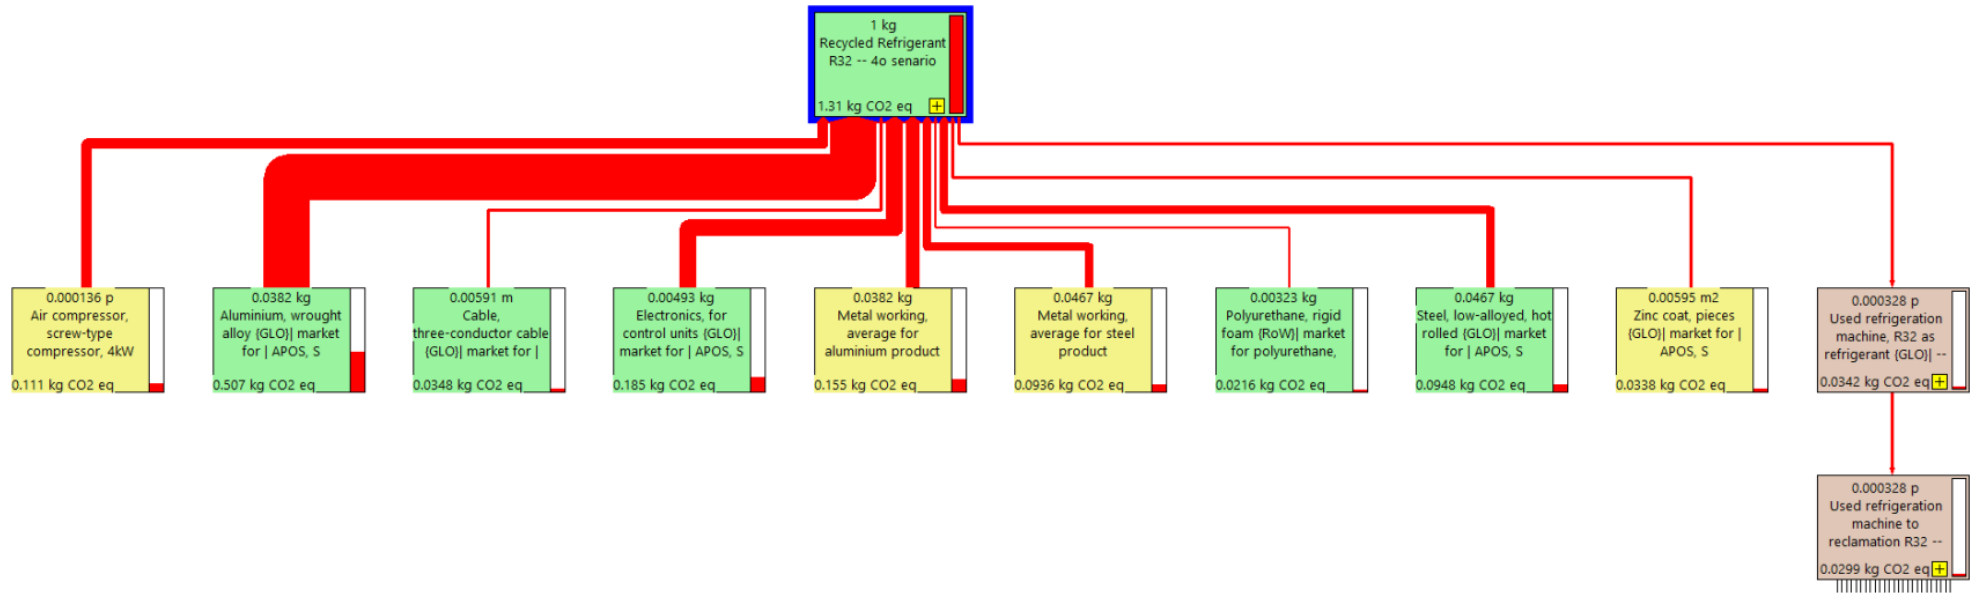 1 kg
Recycled Refrigerant
R32 -- 4o senario
1.31 kg CO2 eq
0.000136 p
Air compressor,
screw-type
compressor, 4kW
0.111 kg CO2 eq
0.0382 kg
Aluminium, wrought
alloy {GLO}| market
for | APOS, S
0.507 kg CO2 eq
0.00591 m
Cable,
three-conductor cable
{GLO}| market for |
0.0348 kg CO2 eq
0.00493 kg
Electronics, for
control units {GLO}|
market for | APOS, S
0.185 kg CO2 eq
0.0382 kg
Metal working,
average for
aluminium product
0.155 kg CO2 eq
0.0467 kg
Metal working,
average for steel
product
0.0936 kg CO2 eq
0.00323 kg
Polyurethane, rigid
foam {RoW}| market
for polyurethane,
0.0216 kg CO2 eq
0.0467 kg
Steel, low-alloyed, hot
rolled {GLO}| market
for | APOS, S
0.0948 kg CO2 eq
0.00595 m2
Zinc coat, pieces
{GLO}| market for |
APOS, S
0.0338 kg CO2 eq
0.000328 p
Used refrigeration
machine, R32 as
refrigerant {GLO}| --
0.0342 kg CO2 eq
0.000328 p
Used refrigeration
machine to
reclamation R32 --
0.0299 kg CO2 eq